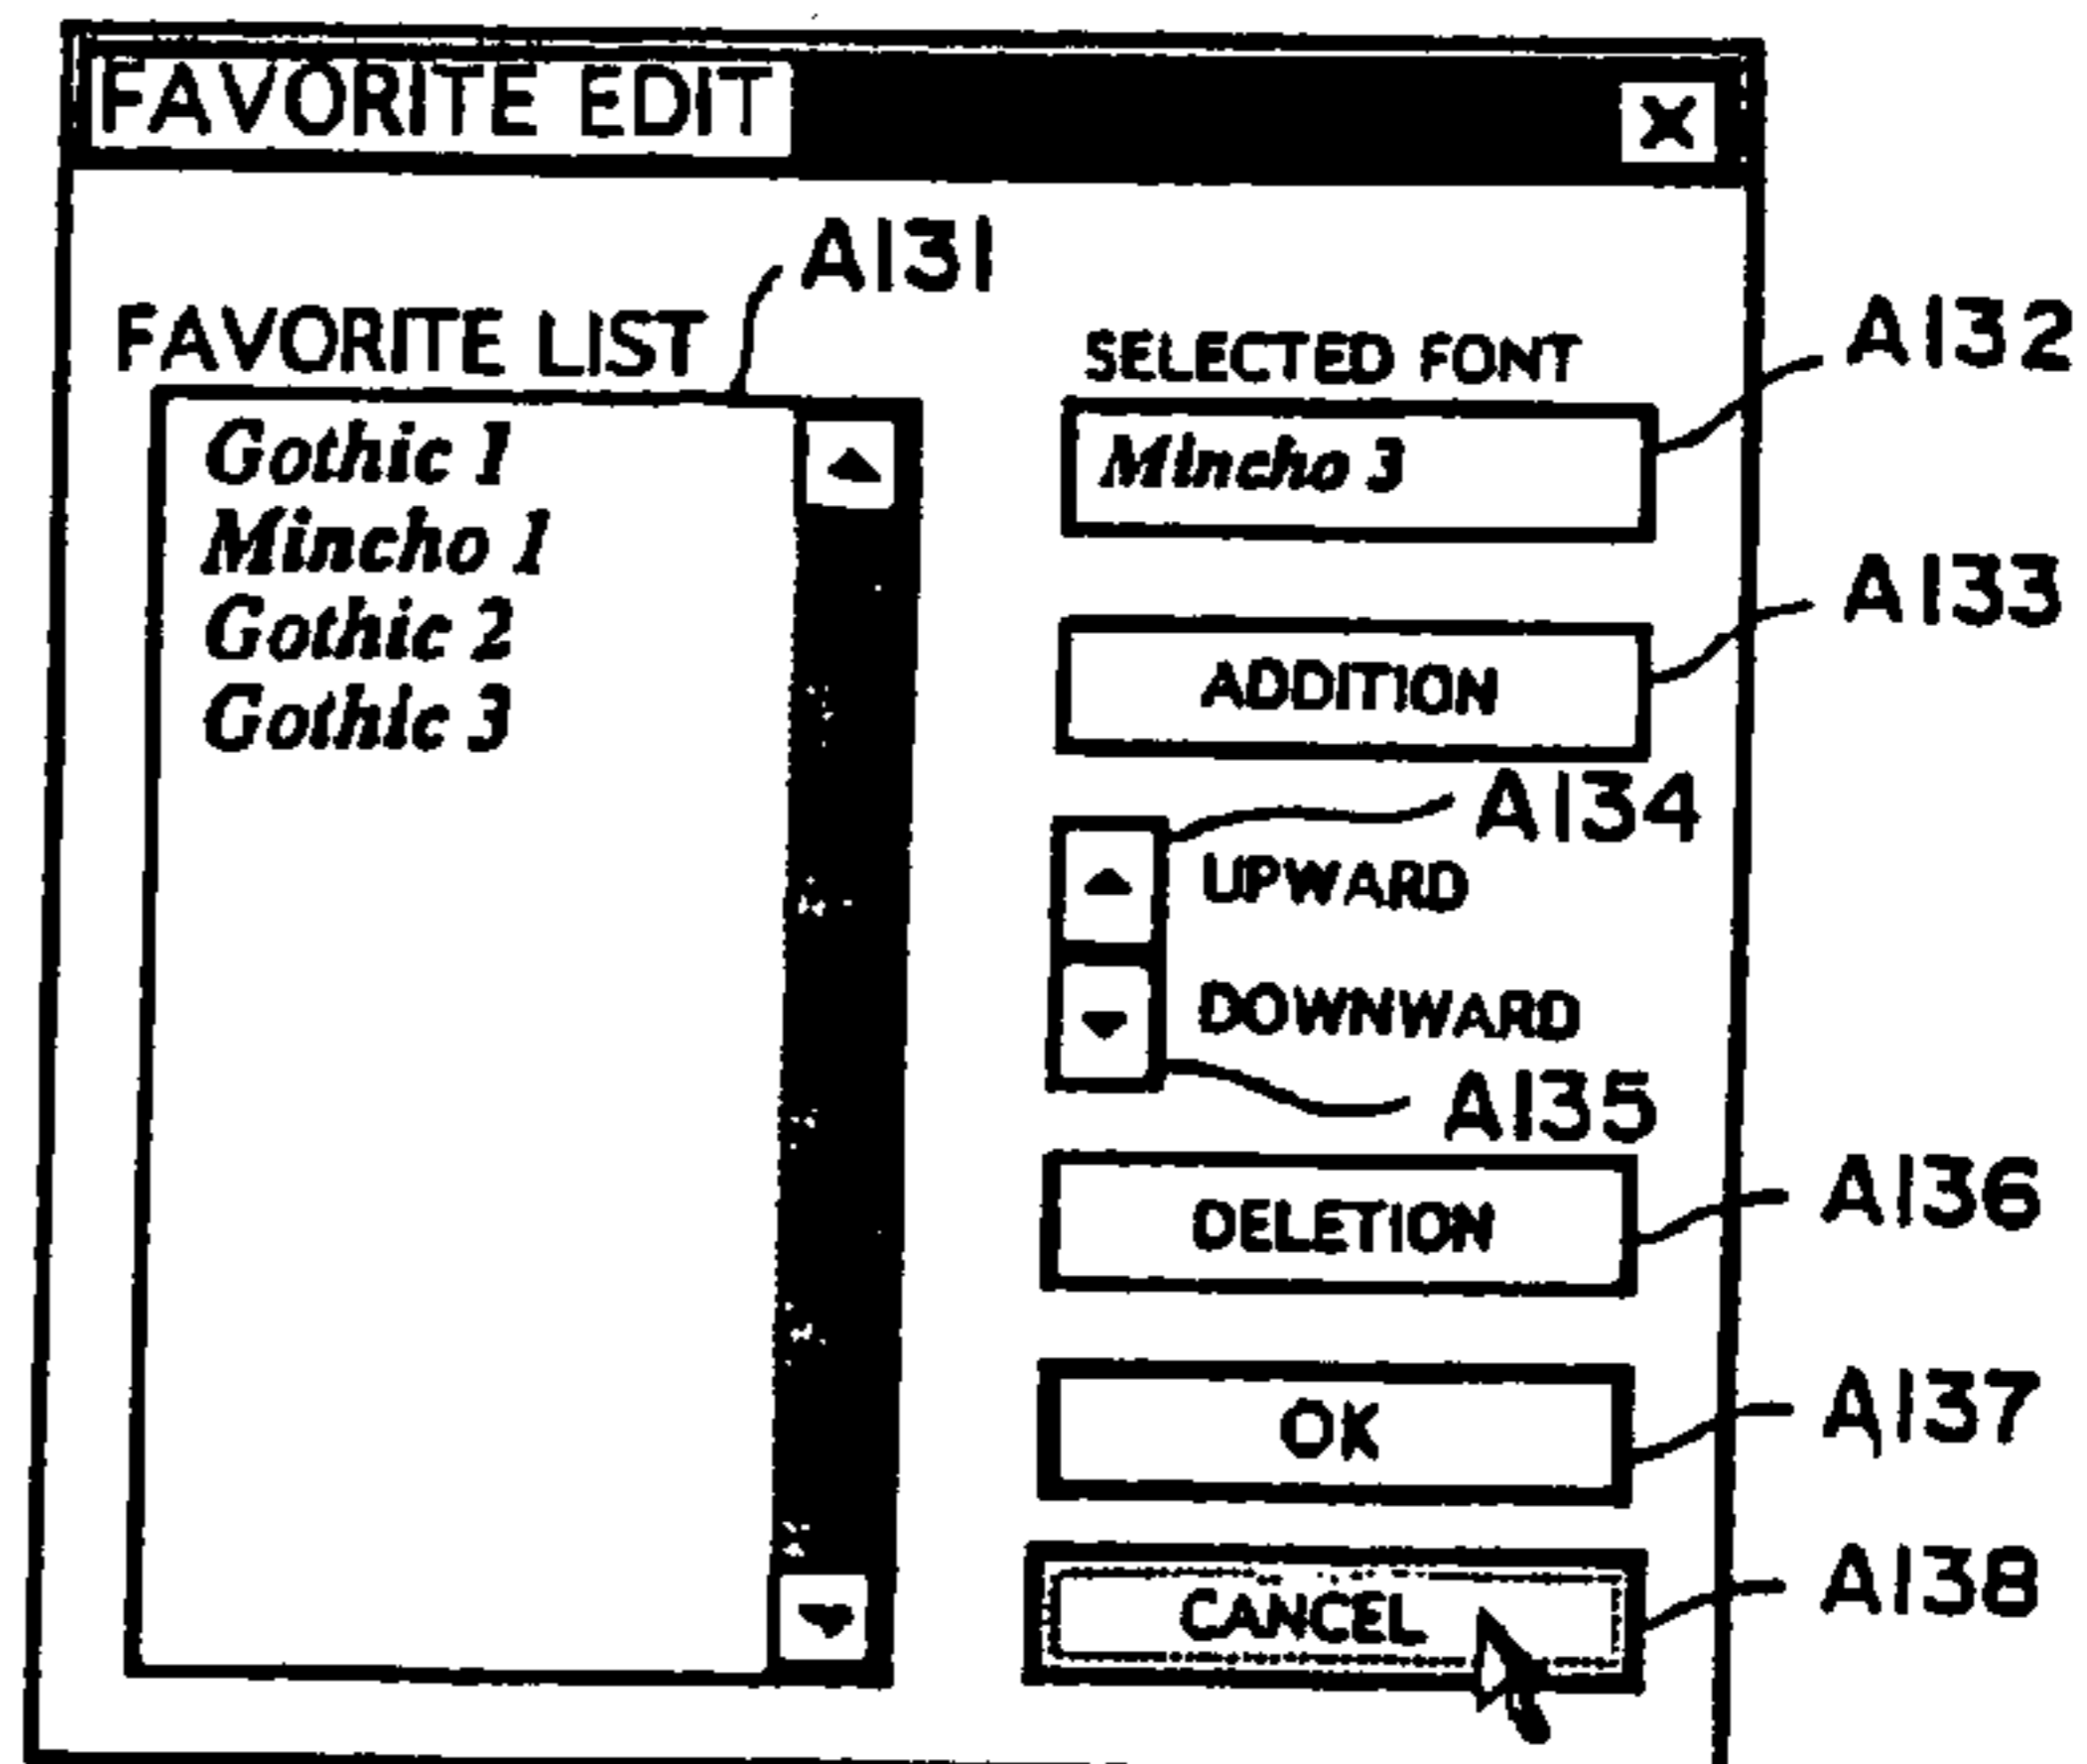 FAVORITE EDIT
X
A131
FAVORITE LIST
Gothic 1
Mincho 1
Gothic 2
Gothic 3
SELECTED FONT
A132
Mincho 3
A133
ADDITION
A134
UPWARD
DOWNWARD
A135
A136
DELETION
A137
OK
A138
CANCEL